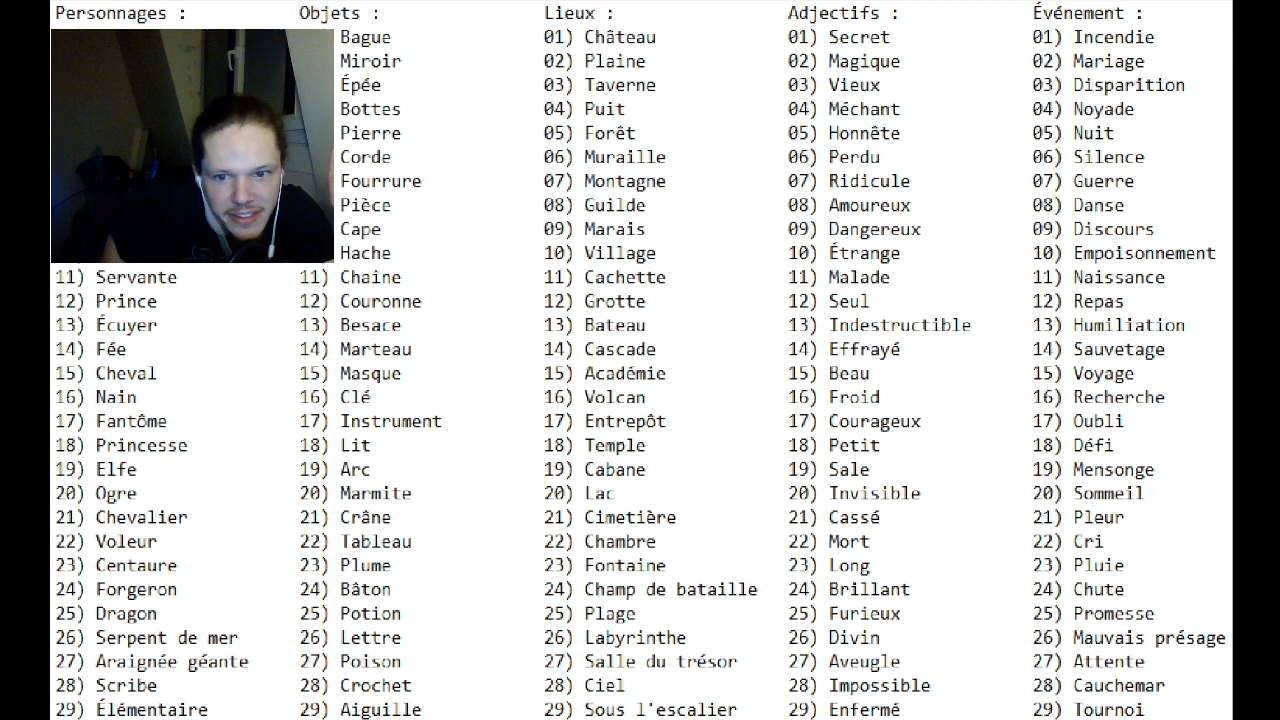 Personnages :
Objets :
Lieux :
Adjectifs :
Événement :
Bague
01) Château
01) Secret
01) Incendie
Miroir
02) Plaine
02) Magique
02) Mariage
Épée
03) Taverne
03) Vieux
03) Disparition
Bottes
04) Puit
04) Méchant
04) Noyade
Pierre
05) Forêt
05) Honnête
05) Nuit
Corde
06) Muraille
06) Perdu
06) Silence
Fourrure
07) Montagne
07) Ridicule
07) Guerre
Pièce
08) Guilde
08) Amoureux
08) Danse
Cape
09) Marais
09) Dangereux
09) Discours
Hache
10) Village
10) Étrange
10) Empoisonnement
11) Servante
11) Chaine
11) Cachette
11) Malade
11) Naissance
12) Prince
12) Couronne
12) Grotte
12) Seul
12) Repas
13) Écuyer
13) Besace
13) Bateau
13) Indestructible
13) Humiliation
14) Fée
14) Marteau
14) Cascade
14) Effrayé
14) Sauvetage
15) Cheval
15) Masque
15) Académie
15) Beau
15) Voyage
16) Nain
16) Clé
16) Volcan
16) Froid
16) Recherche
17) Fantôme
17) Instrument
17) Entrepôt
17) Courageux
17) Oubli
18) Princesse
18) Lit
18) Temple
18) Petit
18) Défi
19) Elfe
19) Arc
19) Cabane
19) Sale
19) Mensonge
20) Ogre
20) Marmite
20) Lac
20) Invisible
20) Sommeil
21) Chevalier
21) Crâne
21) Cimetière
21) Cassé
21) Pleur
22) Voleur
22) Tableau
22) Chambre
22) Mort
22) Cri
23) Centaure
23) Plume
23) Fontaine
23) Long
23) Pluie
24) Forgeron
24) Bâton
24) Champ de bataille
24) Brillant
24) Chute
25) Dragon
25) Potion
25) Plage
25) Furieux
25) Promesse
26) Serpent de mer
26) Lettre
26) Labyrinthe
26) Divin
26) Mauvais présage
27) Araignée géante
27) Poison
27) Salle du trésor
27) Aveugle
27) Attente
28) Scribe
28) Crochet
28) Ciel
28) Impossible
28) Cauchemar
29) Élémentaire
29) Aiguille
29) Sous l'escalier
29) Enfermé
29) Tournoi